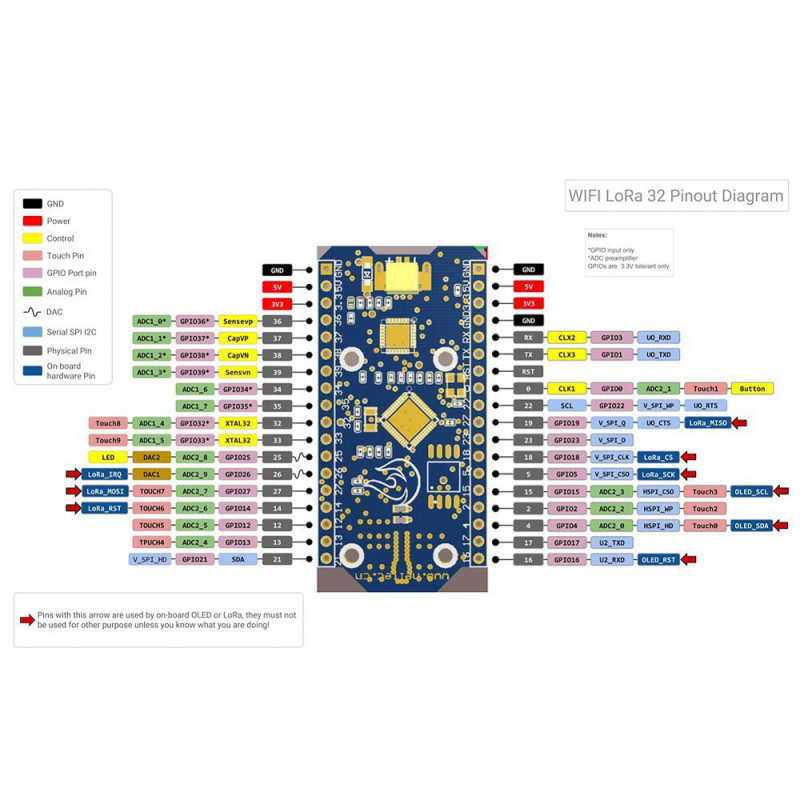 WIFI LoRa 32 Pinout Diagram
GND
Power
Control
Touch Pin
GPIO Port pin
Analog Pin
DAC
Serial SPI I2C
Physical Pin
On-board
hardware Pin
Notes:
*GPIO input only
*ADC preamplifier
GPIOs are 3.3V tolerant only
GND
5V
3V3
ADC1_0* GPIO36* Sensevp 36
ADC1_1* GPIO37* CapVP 37
ADC1_2* GPIO38* CapVN 38
ADC1_3* GPIO39* Sensvn 39
ADC1_6 GPIO34* 34
ADC1_7 GPIO35* 35
Touch8 ADC1_4 GPIO32* XTAL32 32
Touch9 ADC1_5 GPIO33* XTAL32 33
LED DAC2 ADC2_8 GPIO25 25
LoRa_IRQ DAC1 ADC2_9 GPIO26 26
LoRa_MOSI TOUCH7 ADC2_7 GPIO27 27
LoRa_RST TOUCH6 ADC2_6 GPIO14 14
TOUCH5 ADC2_5 GPIO12 12
TPUCH4 ADC2_4 GPIO13 13
V_SPI_HD GPIO21 SDA 21
GND
5V
3V3
GND
RX CLX2 GPIO3 UO_RXD
TX CLX3 GPIO1 UO_TXD
RST
0 CLK1 GPIO0 ADC2_1 Touch1 Button
22 SCL GPIO22 V_SPI_WP UO_RTS
19 GPIO19 V_SPI_Q UO_CTS LoRa_MISO
23 GPIO23 V_SPI_D
18 GPIO18 V_SPI_CLK LoRa_CS
5 GPIO5 V_SPI_CSO LoRa_SCK
15 GPIO15 ADC2_3 HSPI_CSO Touch3 OLED_SCL
2 GPIO2 ADC2_2 HSPI_WP Touch2
4 GPIO4 ADC2_0 HSPI_HD Touch0 OLED_SDA
17 GPIO17 U2_TXD
16 GPIO16 U2_RXD OLED_RST
Pins with this arrow are used by on-board OLED or LoRa, they must not
be used for other purpose unless you know what you are doing!